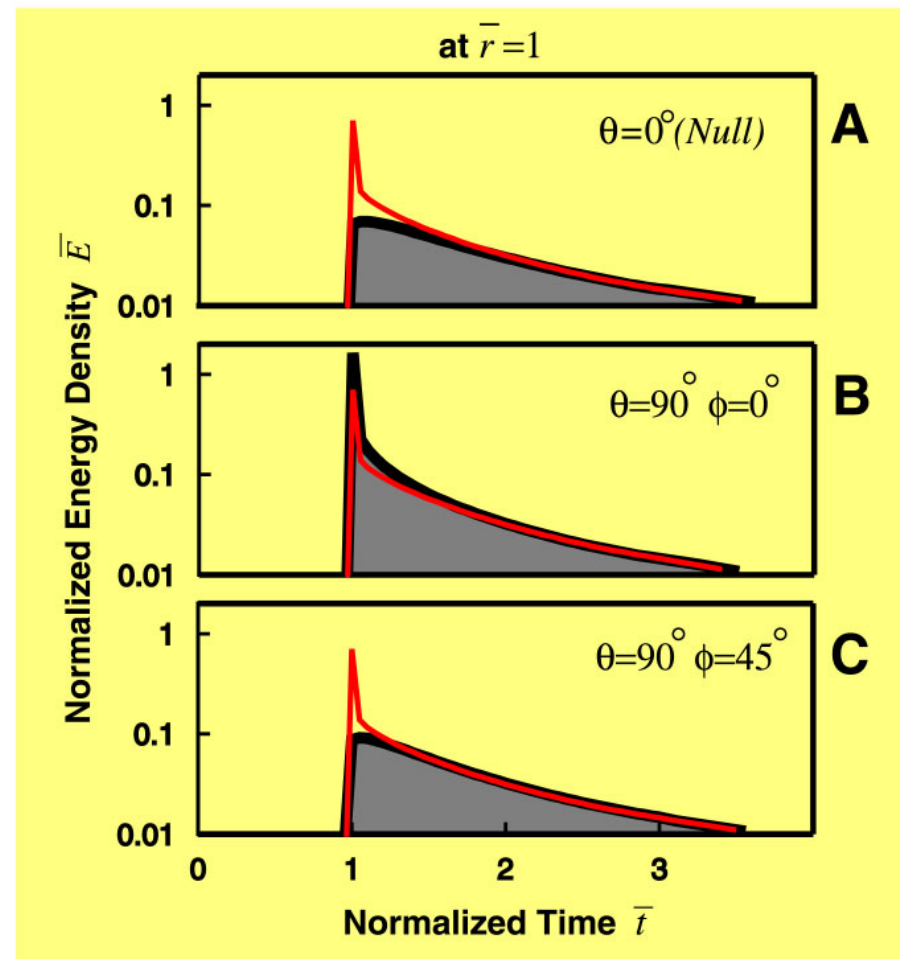 at r̅ =1
1
0.1
0.01
θ=0°(Null)
A
1
0.1
0.01
θ=90° ϕ=0°
B
1
0.1
0.01
θ=90° ϕ=45°
C
Normalized Energy Density E̅
0 1 2 3
Normalized Time t̅